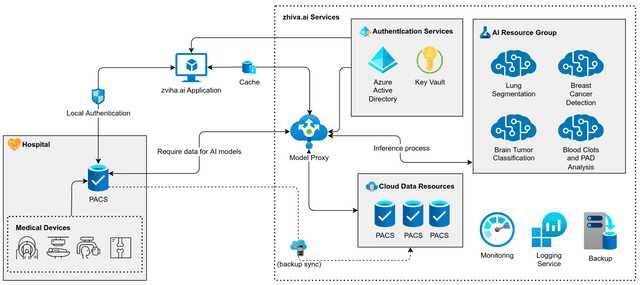 zhiva.ai Services
Authentication Services
Azure
Active
Directory
Key Vault
AI Resource Group
Lung
Segmentation
Breast
Cancer
Detection
Brain Tumor
Classification
Blood Clots
and PAD
Analysis
zviha.ai Application
Cache
Local Authentication
Hospital
PACS
Medical Devices
Require data for AI models
Model Proxy
Inference process
Cloud Data Resources
PACS
PACS
PACS
(backup sync)
Monitoring
Logging
Service
Backup